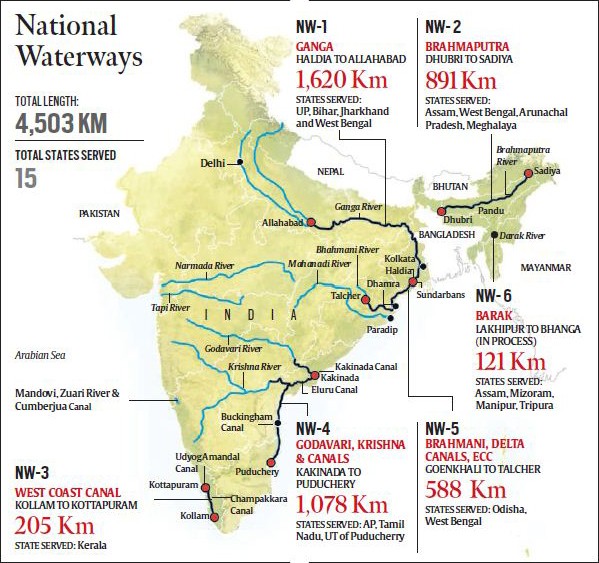 National
Waterways
TOTAL LENGTH:
4,503 KM
TOTAL STATES SERVED
15
NW-1
GANGA
HALDIA TO ALLAHABAD
1,620 Km
STATES SERVED:
UP, Bihar, Jharkhand
and West Bengal
NW- 2
BRAHMAPUTRA
DHUBRI TO SADIYA
891 Km
STATES SERVED:
Assam, West Bengal, Arunachal
Pradesh, Meghalaya
Brahmaputra
River
Sadiya
Delhi
NEPAL
BHUTAN
Pandu
Dhubri
PAKISTAN
Ganga River
Allahabad
BANGLADESH
Darak River
Bhahmani River
Mahanadi River
Kolkata
Haldia
MAYANMAR
Narmada River
Dhamra
Talcher
Sundarbans
Tapi River
INDIA
Paradip
NW- 6
BARAK
LAKHIPUR TO BHANGA
(IN PROCESS)
121 Km
STATES SERVED:
Assam, Mizoram,
Manipur, Tripura
Arabian Sea
Godavari River
Krishna River
Kakinada Canal
Kakinada
Eluru Canal
Mandovi, Zuari River &
Cumberjua Canal
Buckingham
Canal
NW-4
GODAVARI, KRISHNA
& CANALS
KAKINADA TO
PUDUCHERY
1,078 Km
STATES SERVED: AP, Tamil
Nadu, UT of Puducherry
NW-5
BRAHMANI, DELTA
CANALS, ECC
GOENKHALI TO TALCHER
588 Km
STATES SERVED: Odisha,
West Bengal
Udyog Amandal
Canal
Puduchery
NW-3
WEST COAST CANAL
KOLLAM TO KOTTAPURAM
205 Km
STATE SERVED: Kerala
Kottapuram
Champakkara
Canal
Kollam